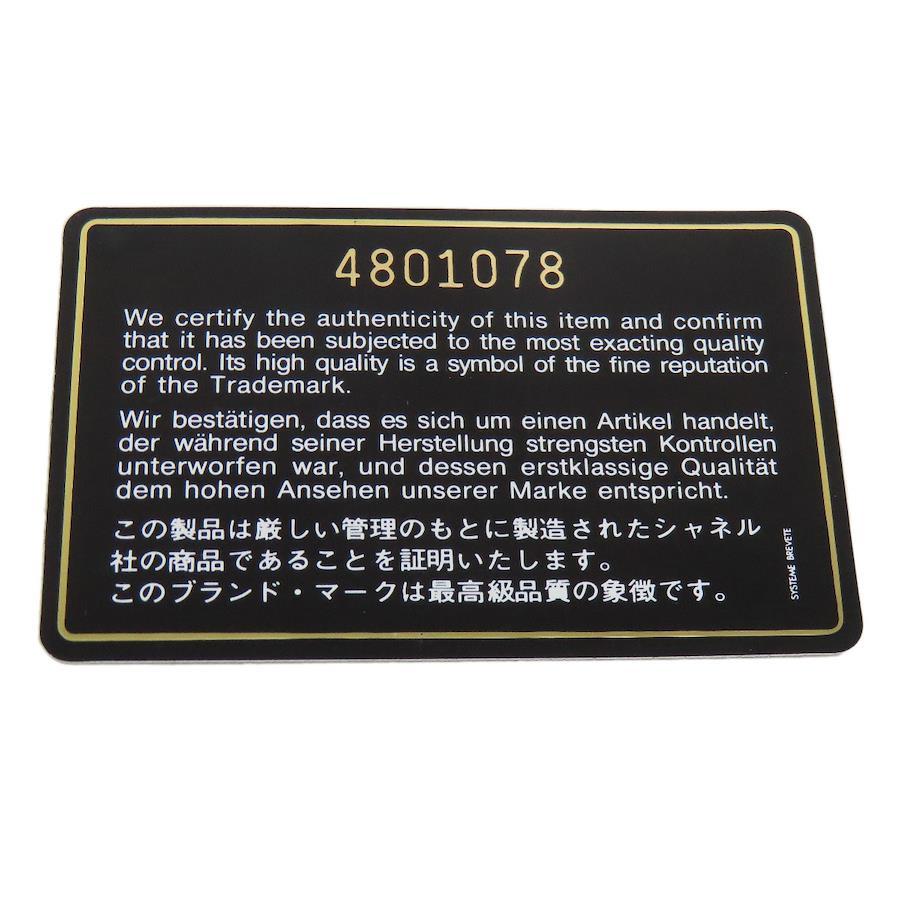 4801078
We certify the authenticity of this item and confirm
that it has been subjected to the most exacting quality
control. Its high quality is a symbol of the fine reputation
of the Trademark.
Wir bestätigen, dass es sich um einen Artikel handelt,
der während seiner Herstellung strengsten Kontrollen
unterworfen war, und dessen erstklassige Qualität
dem hohen Ansehen unserer Marke entspricht.
この製品は厳しい管理のもとに製造されたシャネル
社の商品であることを証明いたします。
このブランド・マークは最高級品質の象徴です。
SYSTEME BREVETE